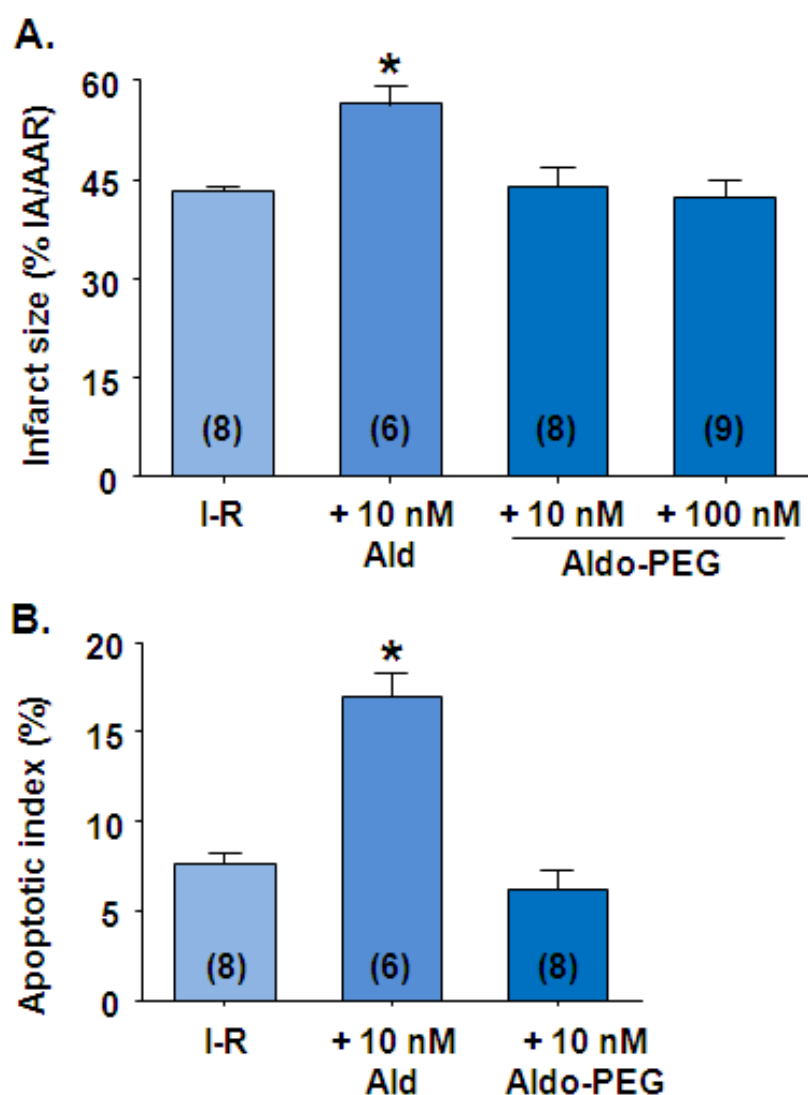 A.
*
Infarct size (% IA/AAR)
60
45
30
15
0
(8) (6) (8) (9)
I-R + 10 nM + 10 nM + 100 nM
Ald Aldo-PEG
B.
*
Apoptotic index (%)
20
15
10
5
0
(8) (6) (8)
I-R + 10 nM + 10 nM
Ald Aldo-PEG